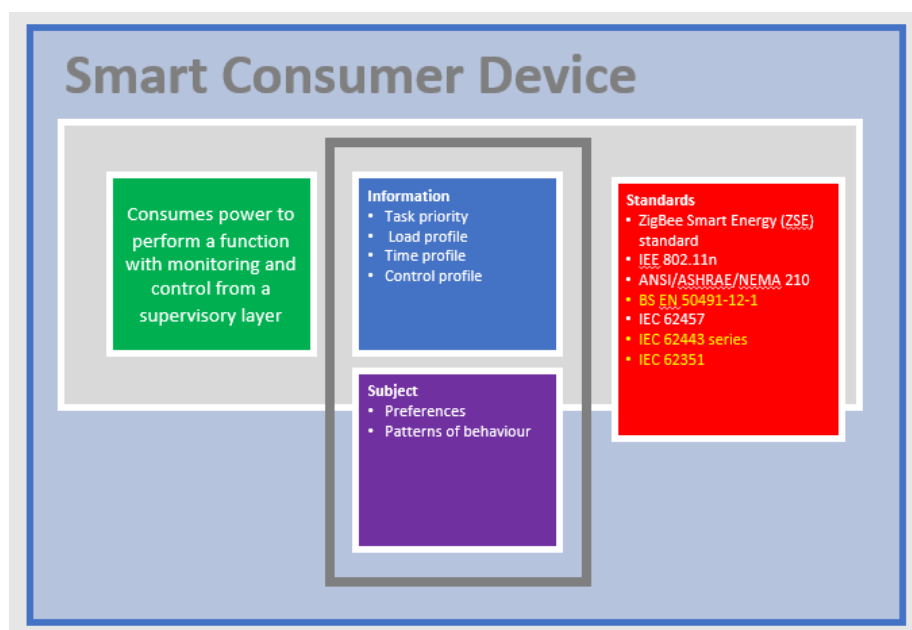 Smart Consumer Device
Consumes power to
perform a function
with monitoring and
control from a
supervisory layer
Information
• Task priority
• Load profile
• Time profile
• Control profile
Subject
• Preferences
• Patterns of behaviour
Standards
• ZigBee Smart Energy (ZSE)
standard
• IEE 802.11n
• ANSI/ASHRAE/NEMA 210
• BS EN 50491-12-1
• IEC 62457
• IEC 62443 series
• IEC 62351